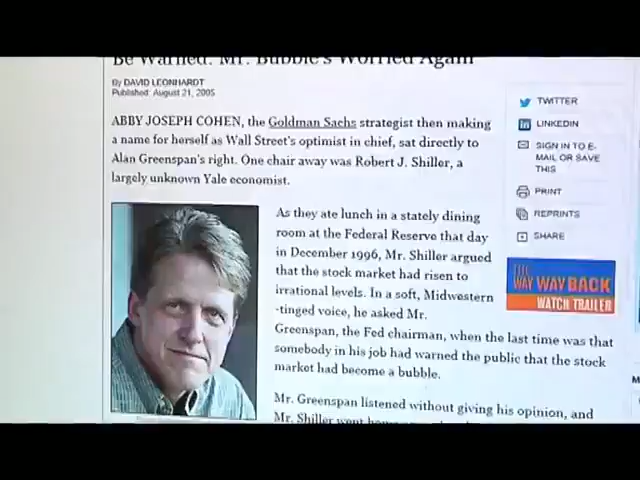 Be Warned: Mr. Bubble's Worried Again
By DAVID LEONHARDT
Published: August 21, 2005
ABBY JOSEPH COHEN, the Goldman Sachs strategist then making
a name for herself as Wall Street's optimist in chief, sat directly to
Alan Greenspan's right. One chair away was Robert J. Shiller, a
largely unknown Yale economist.
As they ate lunch in a stately dining
room at the Federal Reserve that day
in December 1996, Mr. Shiller argued
that the stock market had risen to
irrational levels. In a soft, Midwestern
-tinged voice, he asked Mr.
Greenspan, the Fed chairman, when the last time was that
somebody in his job had warned the public that the stock
market had become a bubble.
Mr. Greenspan listened without giving his opinion, and
Mr. Shiller went home
TWITTER
in
LINKEDIN
SIGN IN TO E-
MAIL OR SAVE
THIS
PRINT
REPRINTS
SHARE
THE
WAY WAY BACK
WATCH TRAILER
M